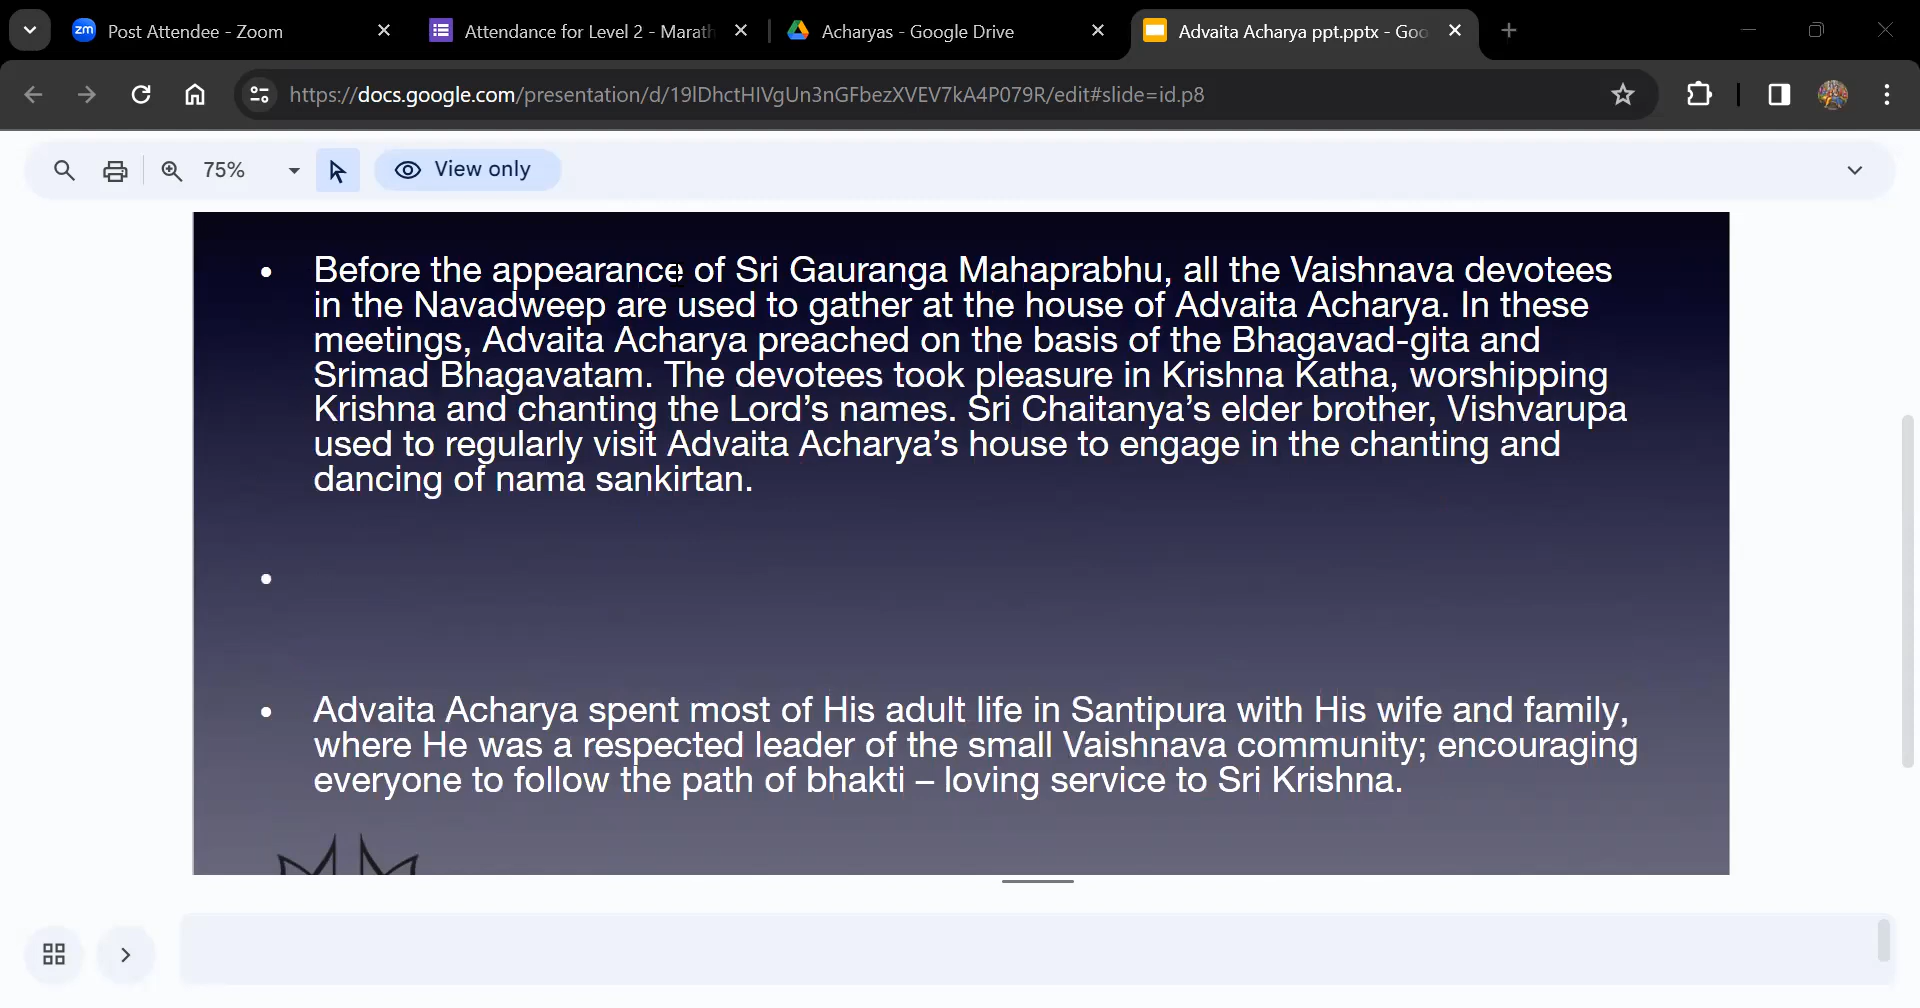 Post Attendee - Zoom
Attendance for Level 2 - Marath
Acharyas - Google Drive
Advaita Acharya ppt.pptx - Goo
https://docs.google.com/presentation/d/19lDhctHIVgUn3nGFbezXVEV7kA4P079R/edit#slide=id.p8
75%
View only
• Before the appearance of Sri Gauranga Mahaprabhu, all the Vaishnava devotees
in the Navadweep are used to gather at the house of Advaita Acharya. In these
meetings, Advaita Acharya preached on the basis of the Bhagavad-gita and
Srimad Bhagavatam. The devotees took pleasure in Krishna Katha, worshipping
Krishna and chanting the Lord’s names. Sri Chaitanya’s elder brother, Vishvarupa
used to regularly visit Advaita Acharya’s house to engage in the chanting and
dancing of nama sankirtan.
•
• Advaita Acharya spent most of His adult life in Santipura with His wife and family,
where He was a respected leader of the small Vaishnava community; encouraging
everyone to follow the path of bhakti – loving service to Sri Krishna.